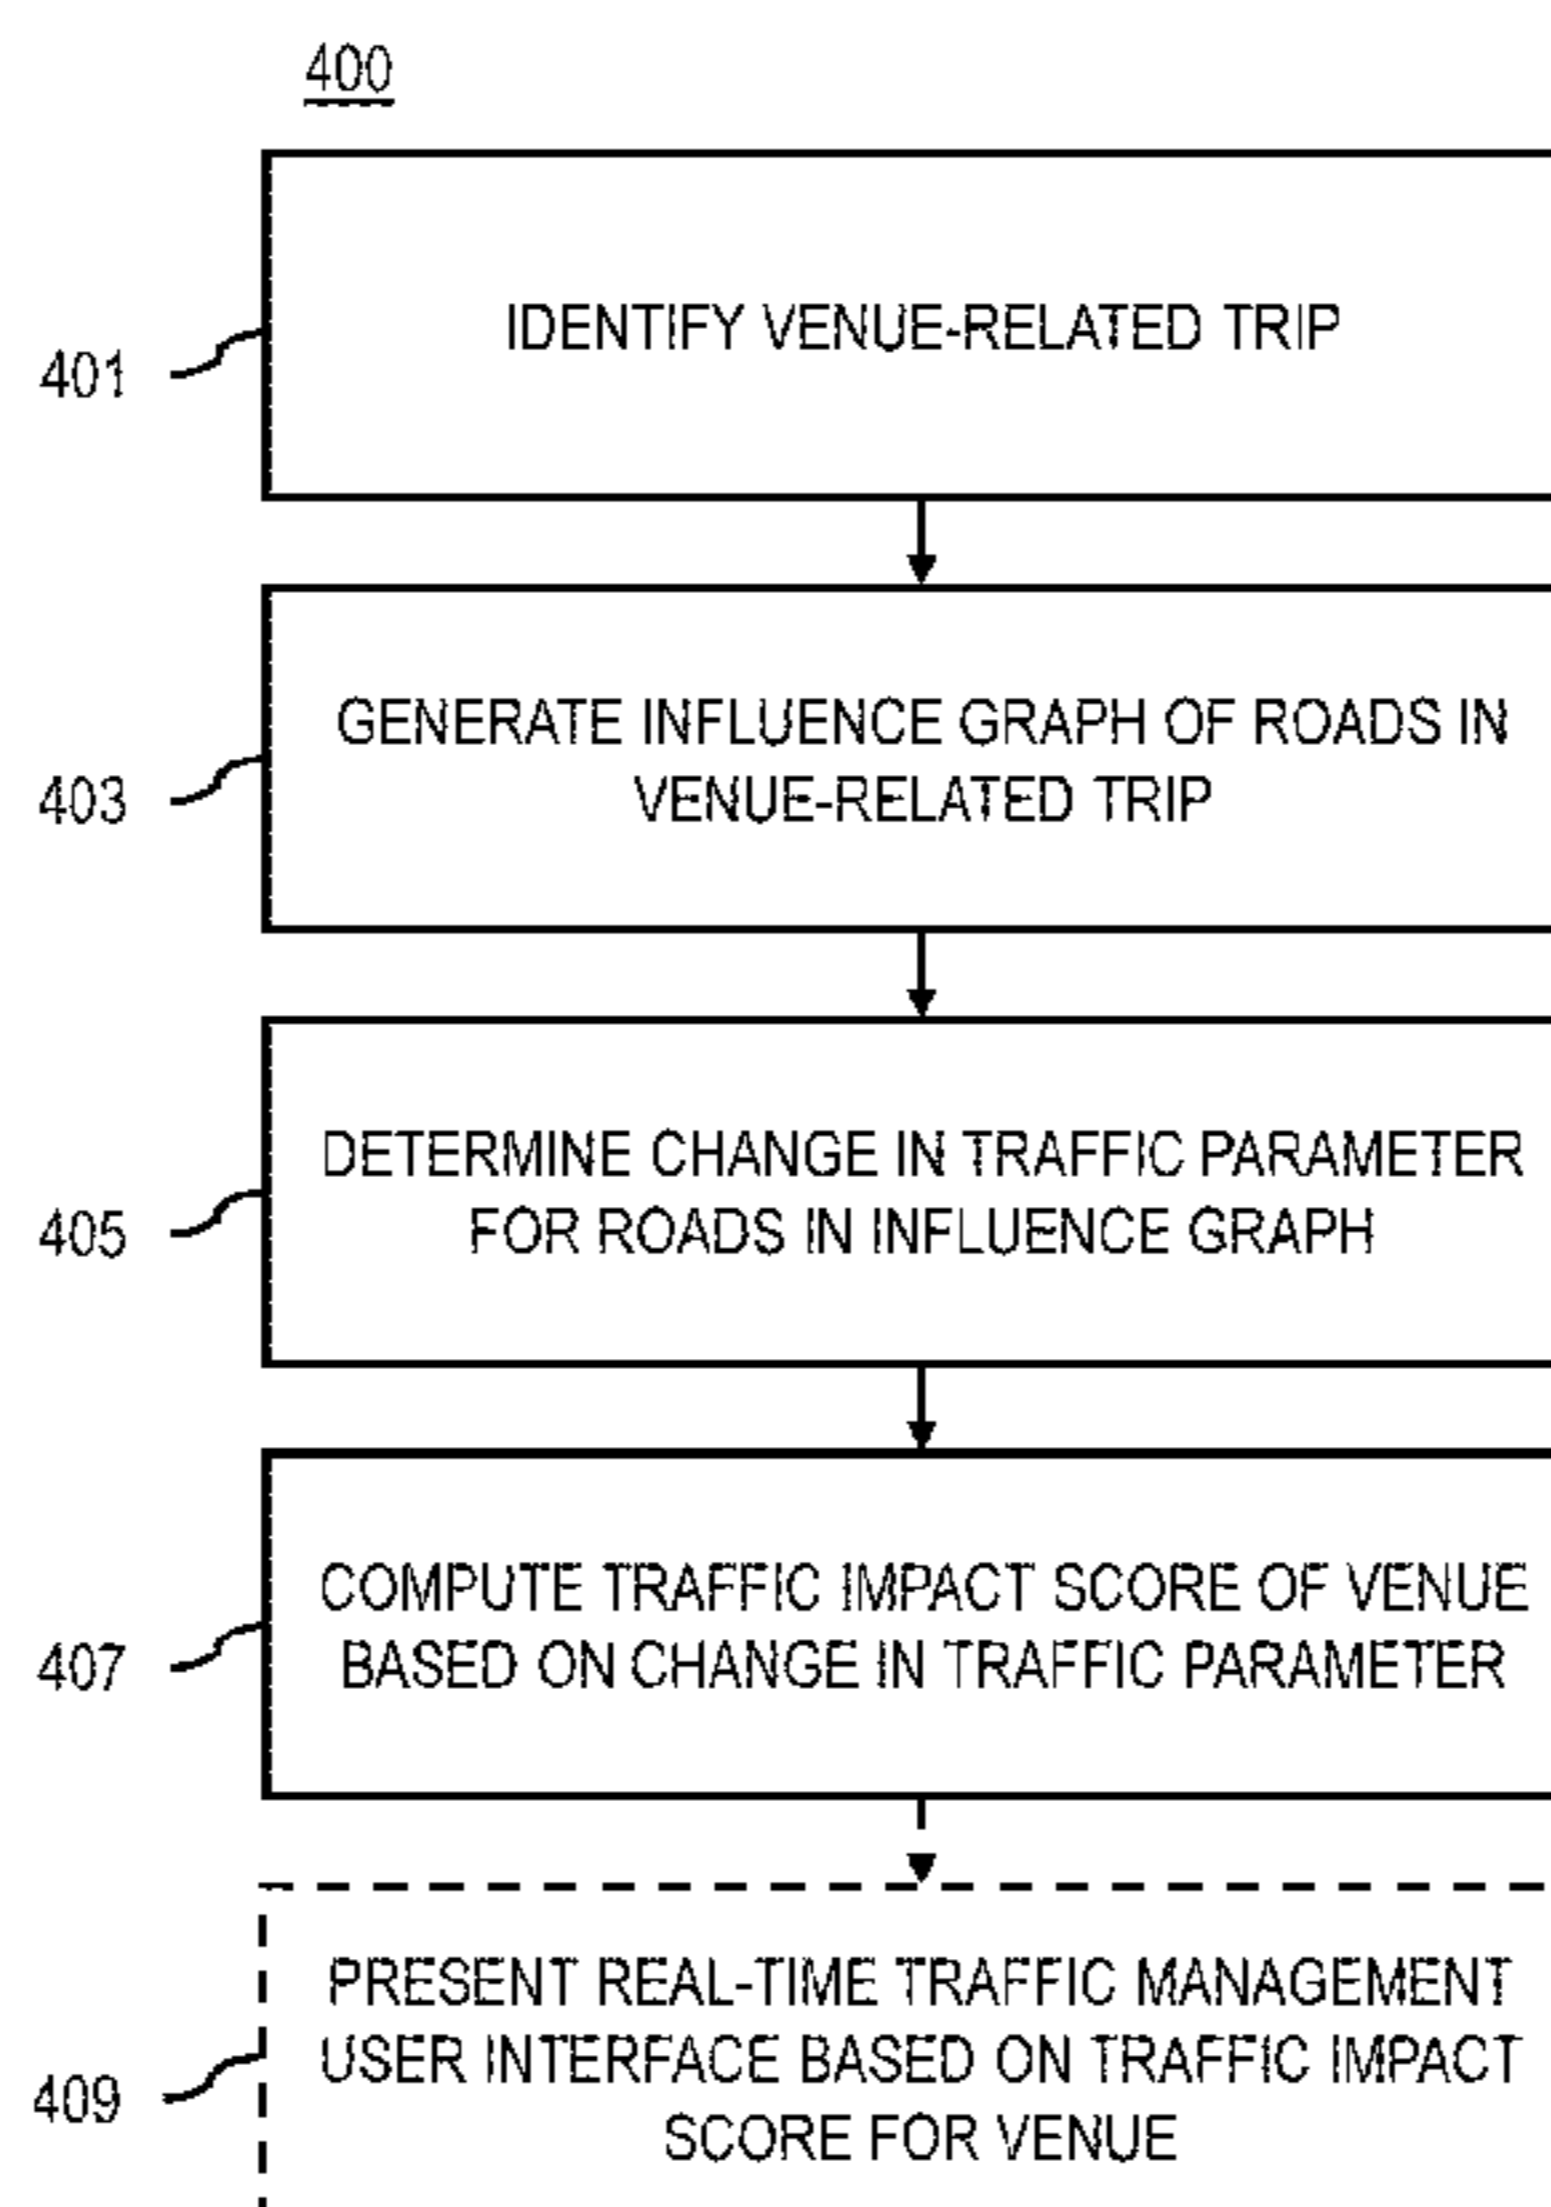 400
IDENTIFY VENUE-RELATED TRIP
401
GENERATE INFLUENCE GRAPH OF ROADS IN
VENUE-RELATED TRIP
403
DETERMINE CHANGE IN TRAFFIC PARAMETER
FOR ROADS IN INFLUENCE GRAPH
405
COMPUTE TRAFFIC IMPACT SCORE OF VENUE
BASED ON CHANGE IN TRAFFIC PARAMETER
407
PRESENT REAL-TIME TRAFFIC MANAGEMENT
USER INTERFACE BASED ON TRAFFIC IMPACT
SCORE FOR VENUE
409